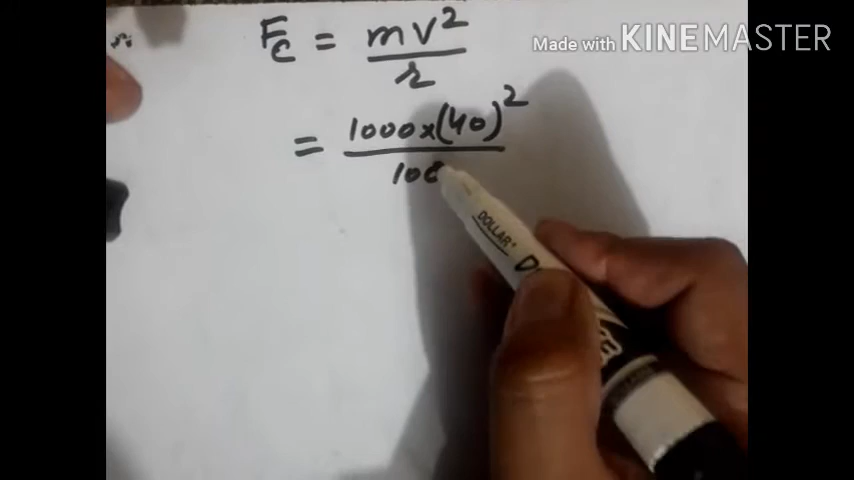 Made with KINEMASTER
Fc = mv²/r
= 1000x(40)²/100
DOLLAR